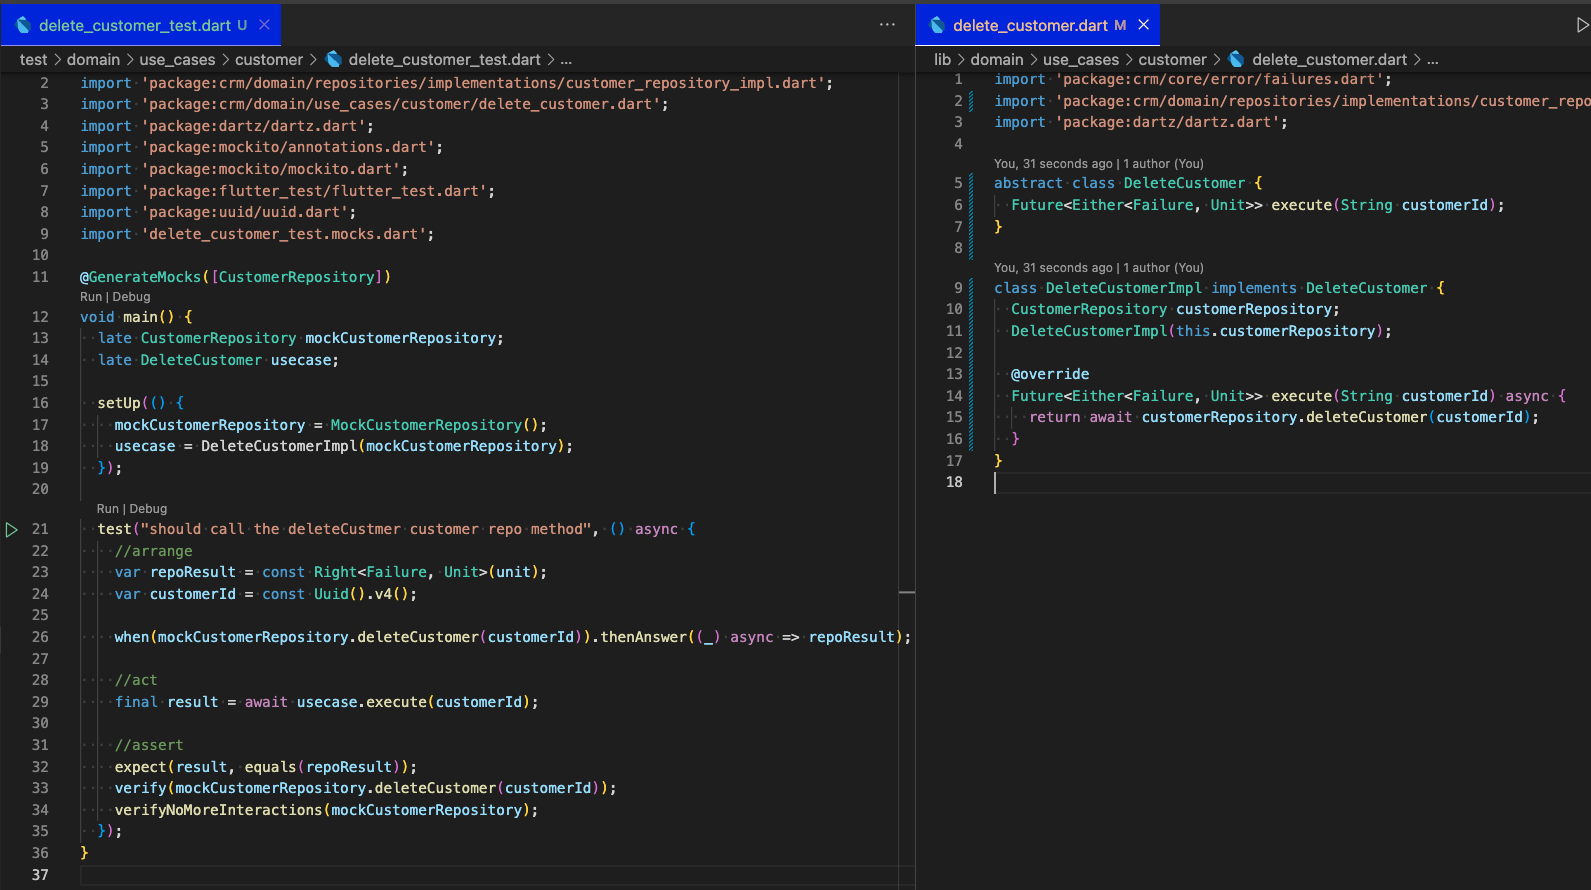 delete_customer_test.dart U
test > domain > use_cases > customer > delete_customer_test.dart > ...
2 import 'package:crm/domain/repositories/implementations/customer_repository_impl.dart';
3 import 'package:crm/domain/use_cases/customer/delete_customer.dart';
4 import 'package:dartz/dartz.dart';
5 import 'package:mockito/annotations.dart';
6 import 'package:mockito/mockito.dart';
7 import 'package:flutter_test/flutter_test.dart';
8 import 'package:uuid/uuid.dart';
9 import 'delete_customer_test.mocks.dart';
10
11 @GenerateMocks([CustomerRepository])
Run | Debug
12 void main() {
13 late CustomerRepository mockCustomerRepository;
14 late DeleteCustomer usecase;
15
16 setUp(() {
17 mockCustomerRepository = MockCustomerRepository();
18 usecase = DeleteCustomerImpl(mockCustomerRepository);
19 });
20
Run | Debug
21 test("should call the deleteCustmer customer repo method", () async {
22 //arrange
23 var repoResult = const Right<Failure, Unit>(unit);
24 var customerId = const Uuid().v4();
25
26 when(mockCustomerRepository.deleteCustomer(customerId)).thenAnswer((_) async => repoResult);
27
28 //act
29 final result = await usecase.execute(customerId);
30
31 //assert
32 expect(result, equals(repoResult));
33 verify(mockCustomerRepository.deleteCustomer(customerId));
34 verifyNoMoreInteractions(mockCustomerRepository);
35 });
36 }
37
delete_customer.dart M
lib > domain > use_cases > customer > delete_customer.dart > ...
1 import 'package:crm/core/error/failures.dart';
2 import 'package:crm/domain/repositories/implementations/customer_repo
3 import 'package:dartz/dartz.dart';
4
You, 31 seconds ago | 1 author (You)
5 abstract class DeleteCustomer {
6 Future<Either<Failure, Unit>> execute(String customerId);
7 }
8
You, 31 seconds ago | 1 author (You)
9 class DeleteCustomerImpl implements DeleteCustomer {
10 CustomerRepository customerRepository;
11 DeleteCustomerImpl(this.customerRepository);
12
13 @override
14 Future<Either<Failure, Unit>> execute(String customerId) async {
15 return await customerRepository.deleteCustomer(customerId);
16 }
17 }
18